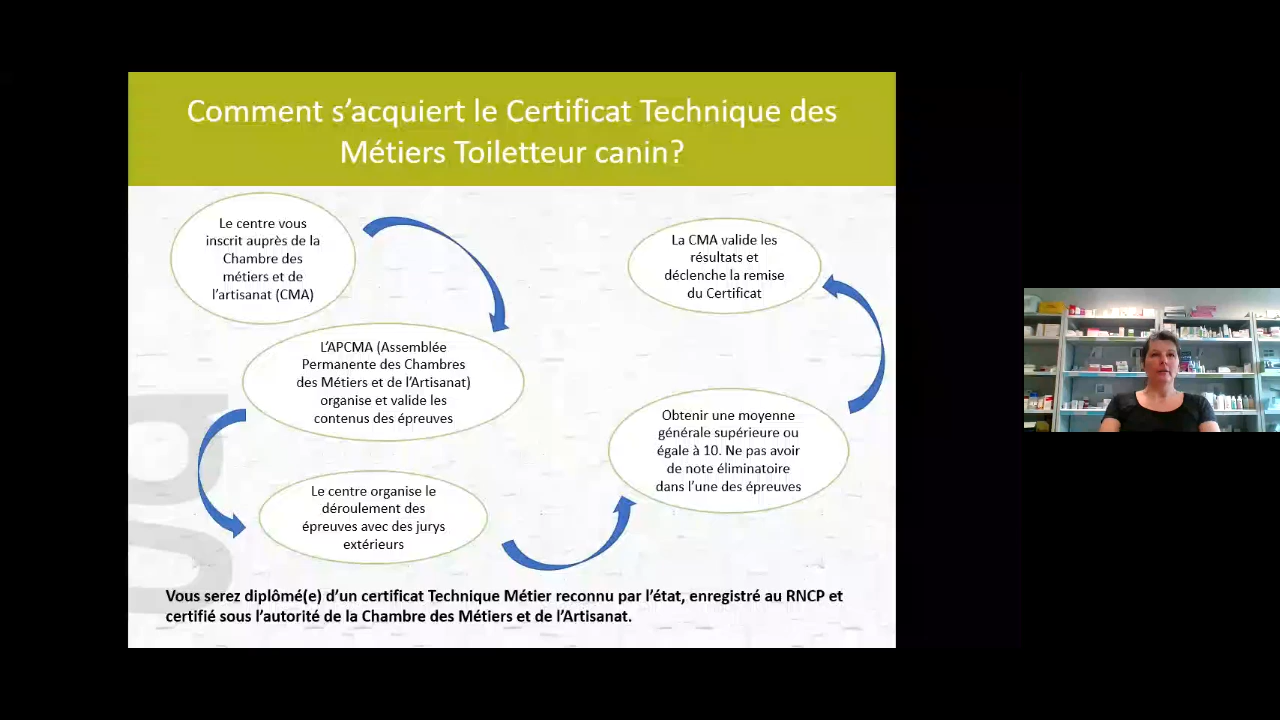 Comment s’acquiert le Certificat Technique des
Métiers Toiletteur canin?
Le centre vous
inscrit auprès de la
Chambre des
métiers et de
l’artisanat (CMA)
L’APCMA (Assemblée
Permanente des Chambres
des Métiers et de l’Artisanat)
organise et valide les
contenus des épreuves
Le centre organise le
déroulement des
épreuves avec des jurys
extérieurs
Obtenir une moyenne
générale supérieure ou
égale à 10. Ne pas avoir
de note éliminatoire
dans l’une des épreuves
La CMA valide les
résultats et
déclenche la remise
du Certificat
Vous serez diplômé(e) d’un certificat Technique Métier reconnu par l’état, enregistré au RNCP et
certifié sous l’autorité de la Chambre des Métiers et de l’Artisanat.